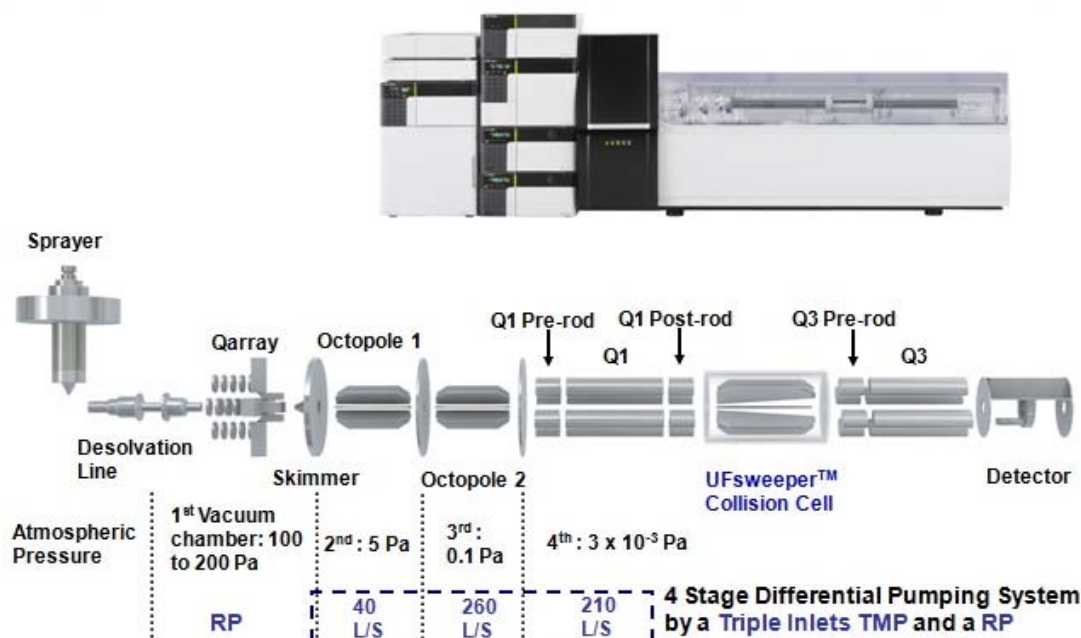 Sprayer
Qarray
Octopole 1
Q1 Pre-rod
Q1 Post-rod
Q3 Pre-rod
Q1
Q3
Desolvation
Line
Skimmer
Octopole 2
UFsweeper™
Collision Cell
Detector
Atmospheric
Pressure
1st Vacuum
chamber: 100
to 200 Pa
2nd : 5 Pa
3rd :
0.1 Pa
4th : 3 x 10-3 Pa
RP
40
L/S
260
L/S
210
L/S
4 Stage Differential Pumping System
by a Triple Inlets TMP and a RP